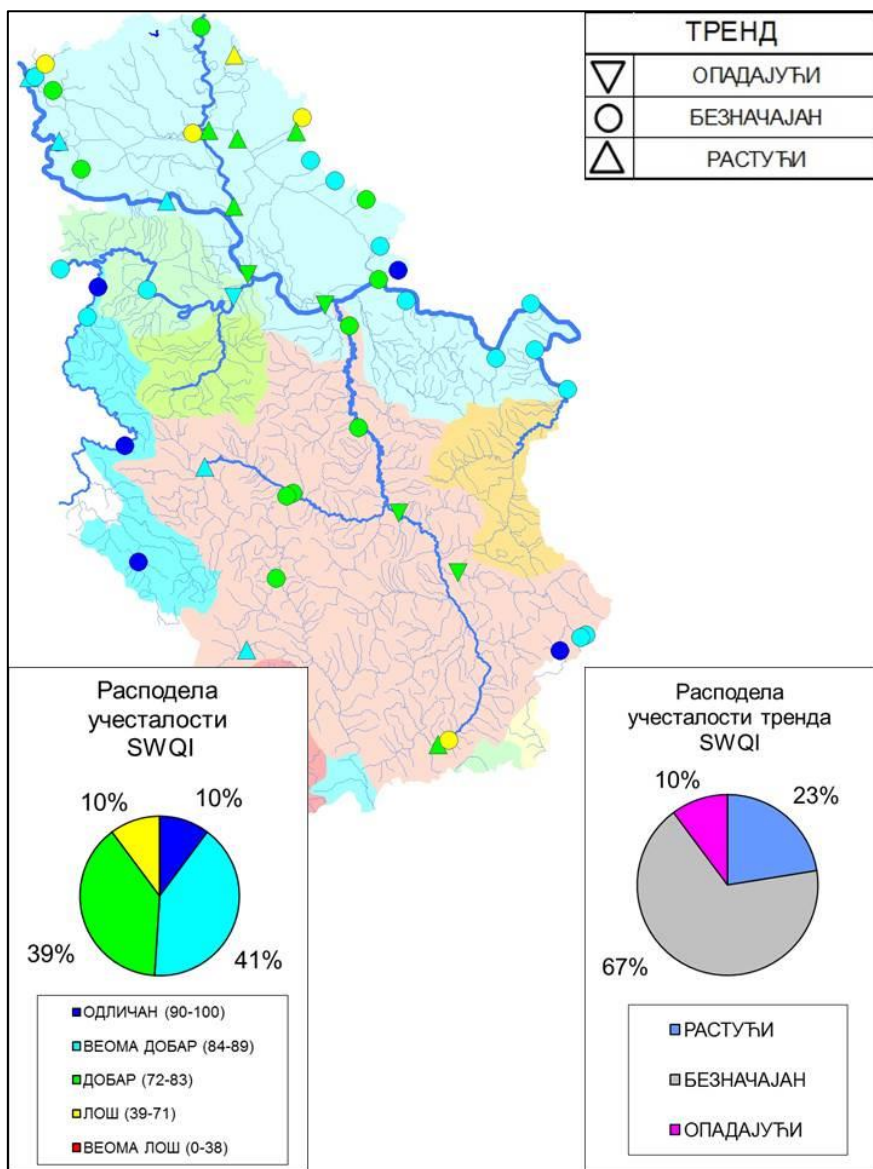 ТРЕНД
ОПАДАЈУЋИ
БЕЗНАЧАЈАН
РАСТУЋИ
Расподела
учесталости
SWQI
10%
10%
39%
41%
ОДЛИЧАН (90-100)
ВЕОМА ДОБАР (84-89)
ДОБАР (72-83)
ЛОШ (39-71)
ВЕОМА ЛОШ (0-38)
Расподела
учесталости тренда
SWQI
10%
23%
67%
РАСТУЋИ
БЕЗНАЧАЈАН
ОПАДАЈУЋИ